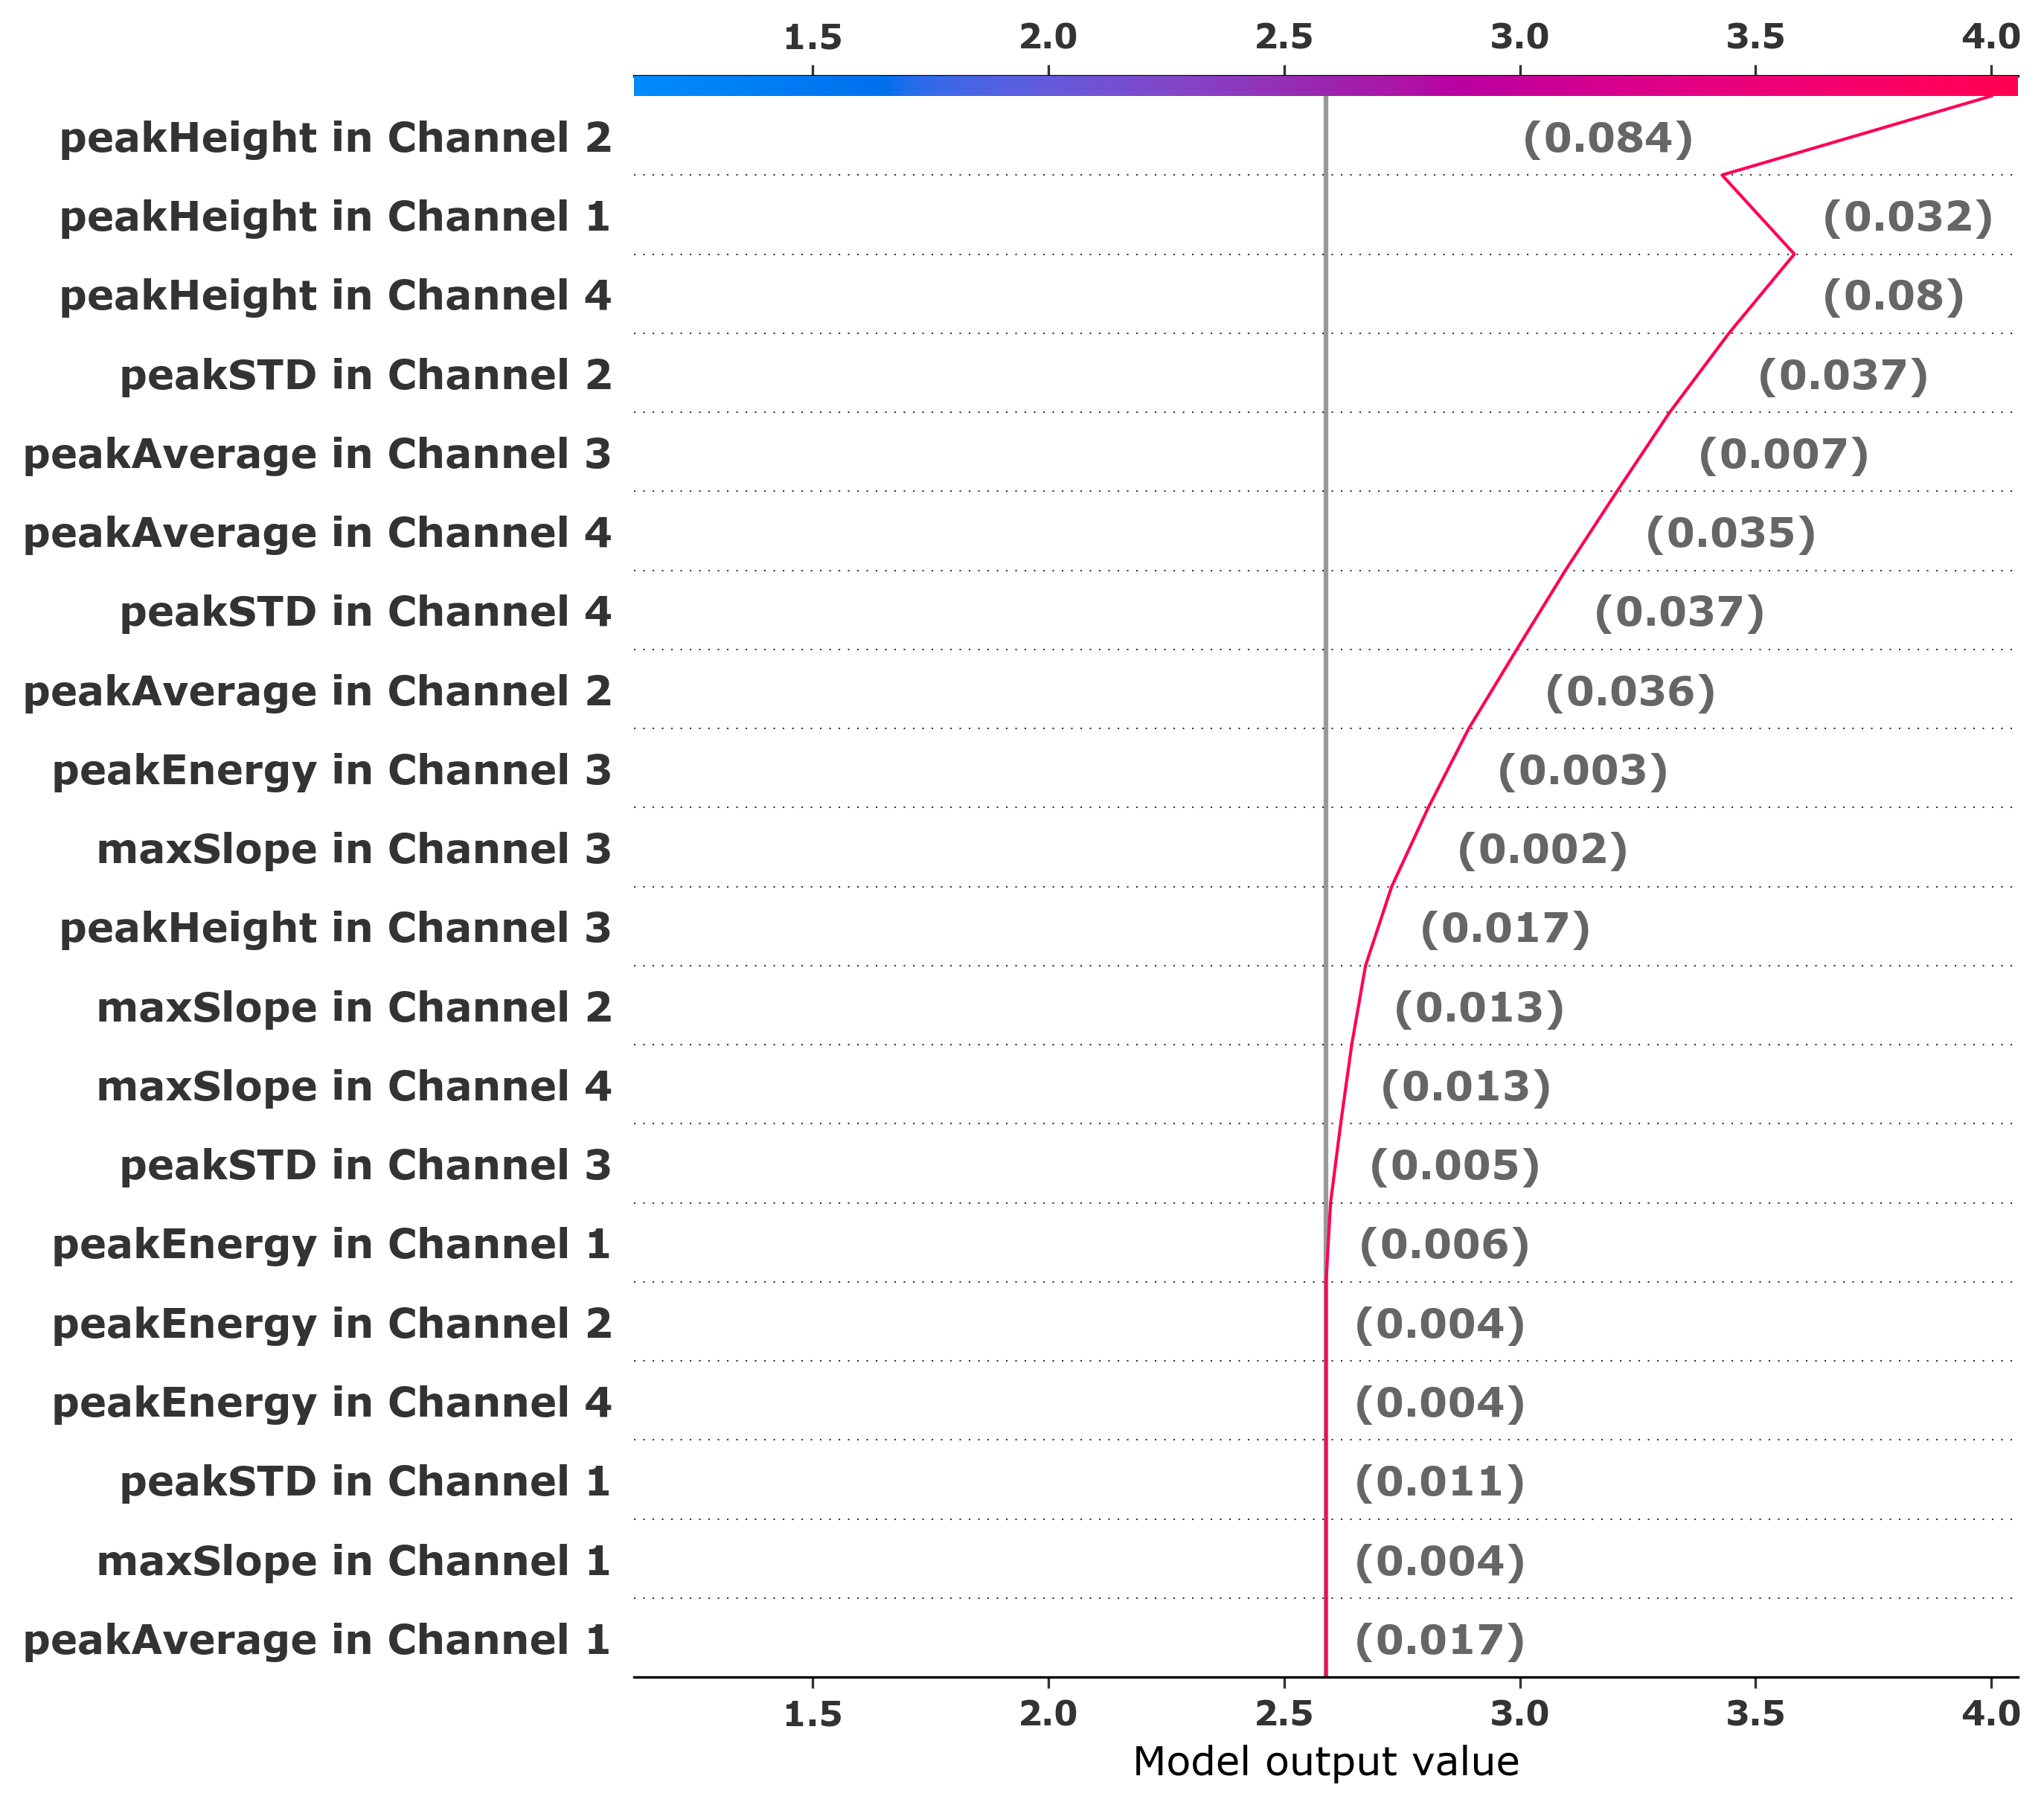 1.5 2.0 2.5 3.0 3.5 4.0
peakHeight in Channel 2 (0.084)
peakHeight in Channel 1 (0.032)
peakHeight in Channel 4 (0.08)
peakSTD in Channel 2 (0.037)
peakAverage in Channel 3 (0.007)
peakAverage in Channel 4 (0.035)
peakSTD in Channel 4 (0.037)
peakAverage in Channel 2 (0.036)
peakEnergy in Channel 3 (0.003)
maxSlope in Channel 3 (0.002)
peakHeight in Channel 3 (0.017)
maxSlope in Channel 2 (0.013)
maxSlope in Channel 4 (0.013)
peakSTD in Channel 3 (0.005)
peakEnergy in Channel 1 (0.006)
peakEnergy in Channel 2 (0.004)
peakEnergy in Channel 4 (0.004)
peakSTD in Channel 1 (0.011)
maxSlope in Channel 1 (0.004)
peakAverage in Channel 1 (0.017)
1.5 2.0 2.5 3.0 3.5 4.0
Model output value